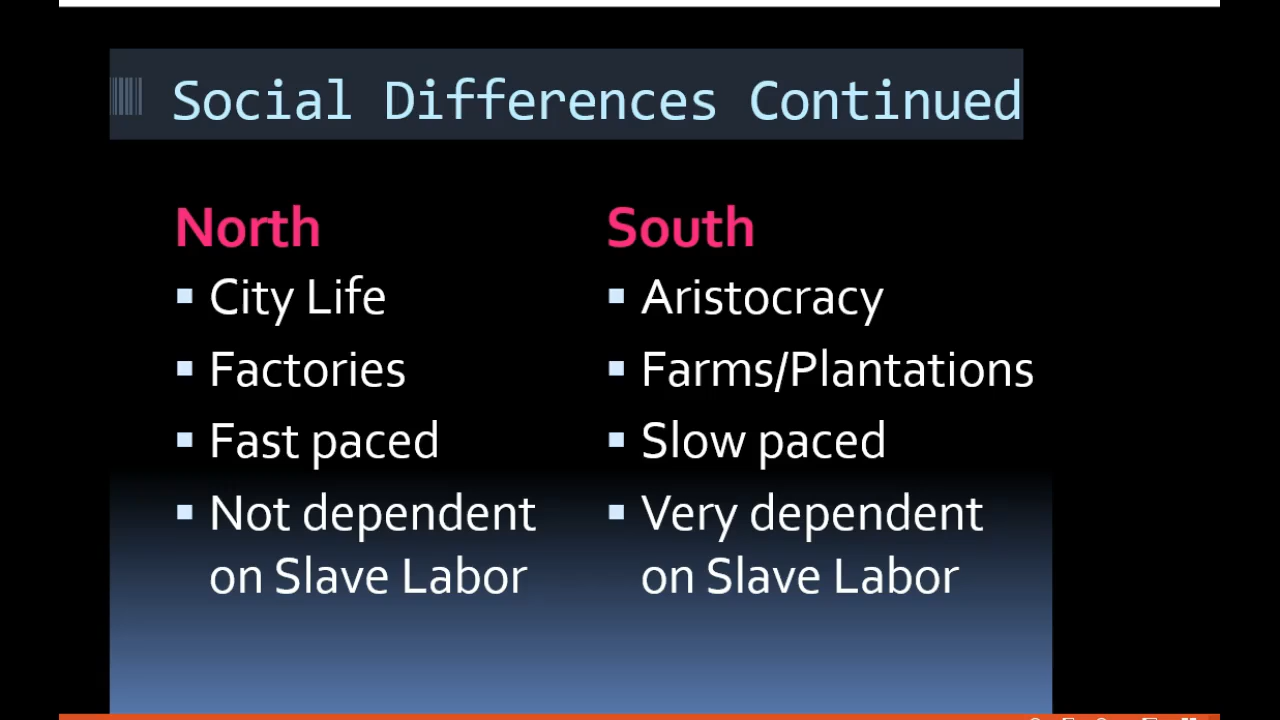 Social Differences Continued
North
City Life
Factories
Fast paced
Not dependent
on Slave Labor
South
Aristocracy
Farms/Plantations
Slow paced
Very dependent
on Slave Labor